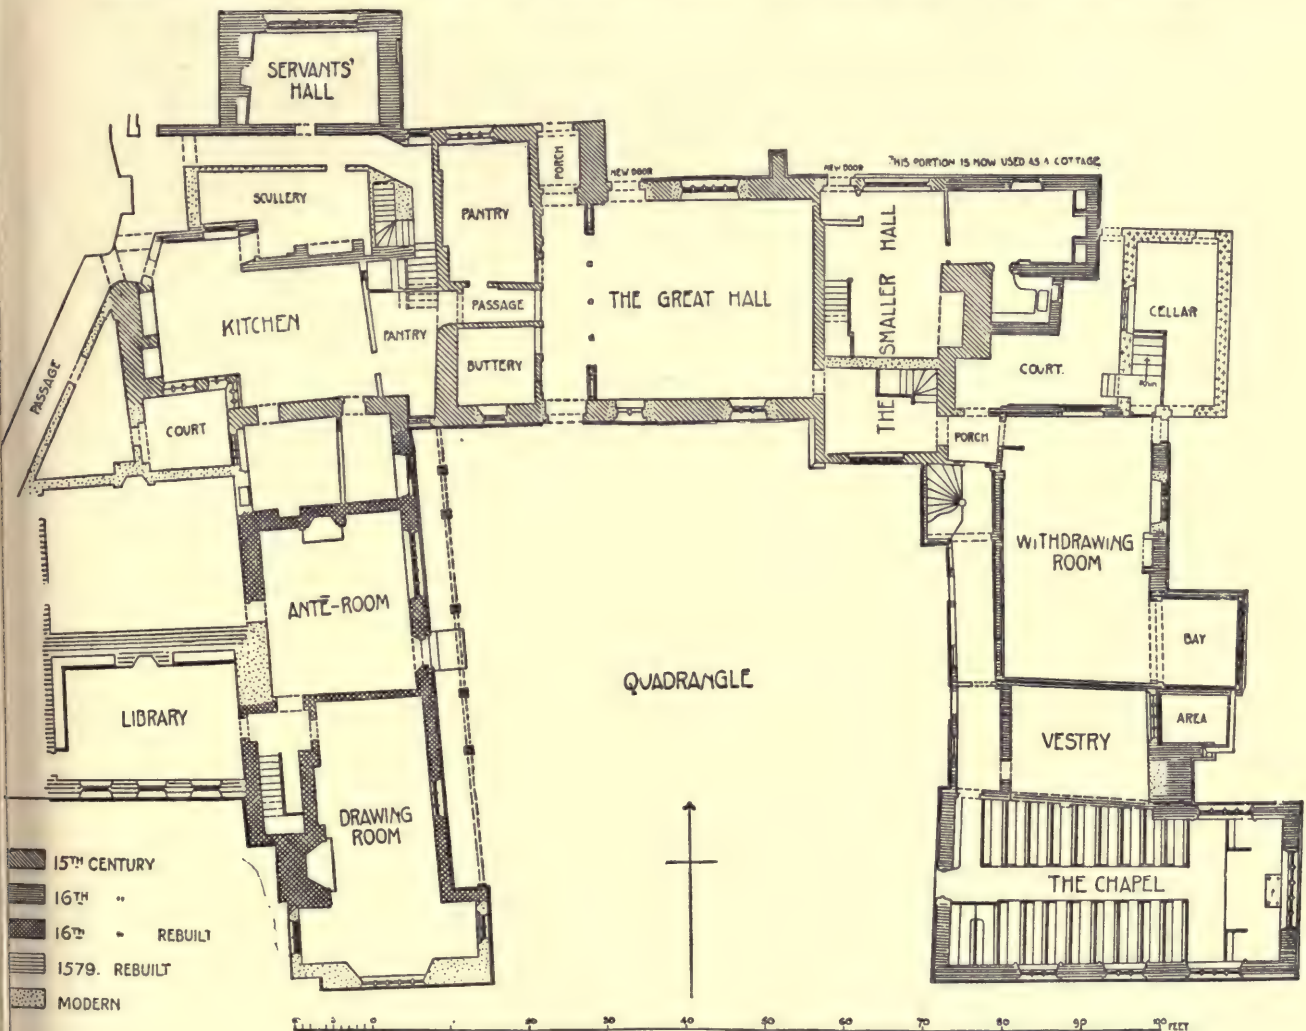 SERVANTS'
HALL
SCULLERY
PANTRY
PORCH
NEW DOOR
NEW DOOR
THIS PORTION IS NOW USED AS A COTTAGE
KITCHEN
PANTRY
PASSAGE
BUTTERY
THE GREAT HALL
THE SMALLER HALL
COURT.
CELLAR
DOWN
PASSAGE
COURT
PORCH
WITHDRAWING
ROOM
BAY
ANTE-ROOM
QUADRANGLE
LIBRARY
AREA
VESTRY
DRAWING
ROOM
THE CHAPEL
15TH CENTURY
16TH "
16TH " REBUILT
1579. REBUILT
MODERN
5 0 20 30 40 50 60 70 80 90 FEET